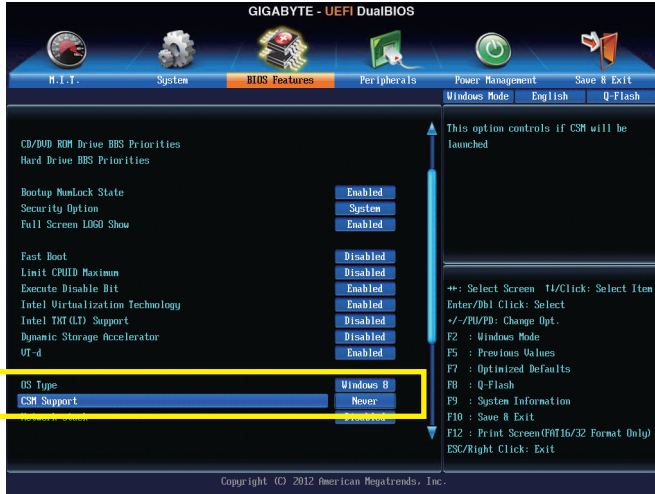 GIGABYTE - UEFI DualBIOS
M.I.T. System BIOS Features Peripherals Power Management Save & Exit
Windows Mode English Q-Flash
CD/DVD ROM Drive BBS Priorities
Hard Drive BBS Priorities
Bootup NumLock State Enabled
Security Option System
Full Screen LOGO Show Enabled
Fast Boot Disabled
Limit CPUID Maximum Disabled
Execute Disable Bit Enabled
Intel Virtualization Technology Enabled
Intel TXT(LT) Support Disabled
Dynamic Storage Accelerator Disabled
VT-d Enabled
OS Type Windows 8
CSM Support Never
Network stack Disabled
This option controls if CSM will be
launched
↔: Select Screen ↑↓/Click: Select Item
Enter/Dbl Click: Select
+/-/PU/PD: Change Opt.
F2 : Windows Mode
F5 : Previous Values
F7 : Optimized Defaults
F8 : Q-Flash
F9 : System Information
F10 : Save & Exit
F12 : Print Screen(FAT16/32 Format Only)
ESC/Right Click: Exit
Copyright (C) 2012 American Megatrends, Inc.